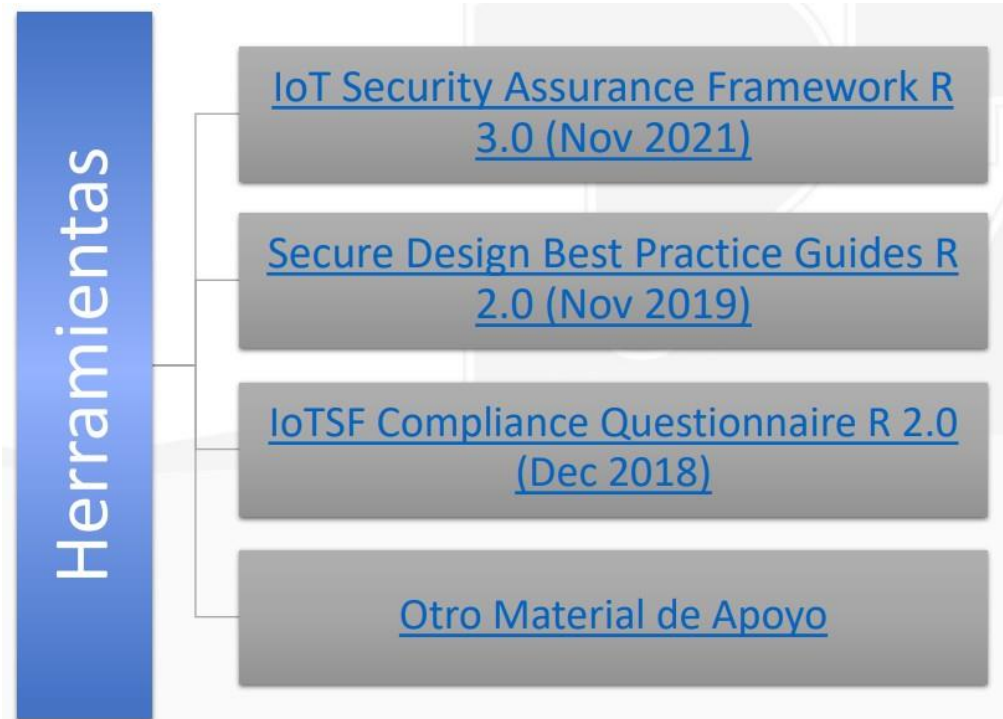 Herramientas
IoT Security Assurance Framework R
3.0 (Nov 2021)
Secure Design Best Practice Guides R
2.0 (Nov 2019)
IoTSF Compliance Questionnaire R 2.0
(Dec 2018)
Otro Material de Apoyo